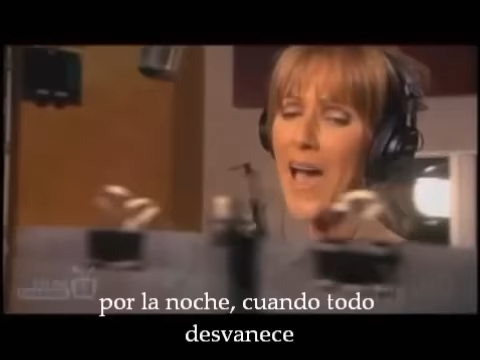 por la noche, cuando todo
desvanece